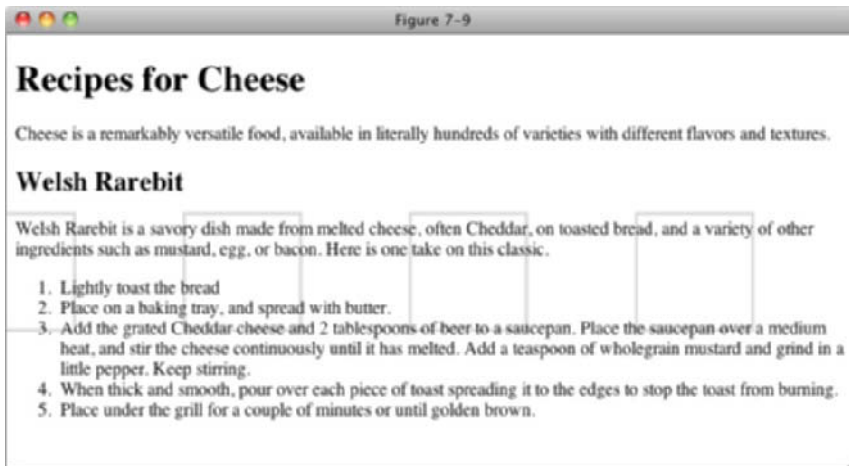 Figure 7-9
Recipes for Cheese
Cheese is a remarkably versatile food, available in literally hundreds of varieties with different flavors and textures.
Welsh Rarebit
Welsh Rarebit is a savory dish made from melted cheese, often Cheddar, on toasted bread, and a variety of other
ingredients such as mustard, egg, or bacon. Here is one take on this classic.
1. Lightly toast the bread
2. Place on a baking tray, and spread with butter.
3. Add the grated Cheddar cheese and 2 tablespoons of beer to a saucepan. Place the saucepan over a medium
heat, and stir the cheese continuously until it has melted. Add a teaspoon of wholegrain mustard and grind in a
little pepper. Keep stirring.
4. When thick and smooth, pour over each piece of toast spreading it to the edges to stop the toast from burning.
5. Place under the grill for a couple of minutes or until golden brown.